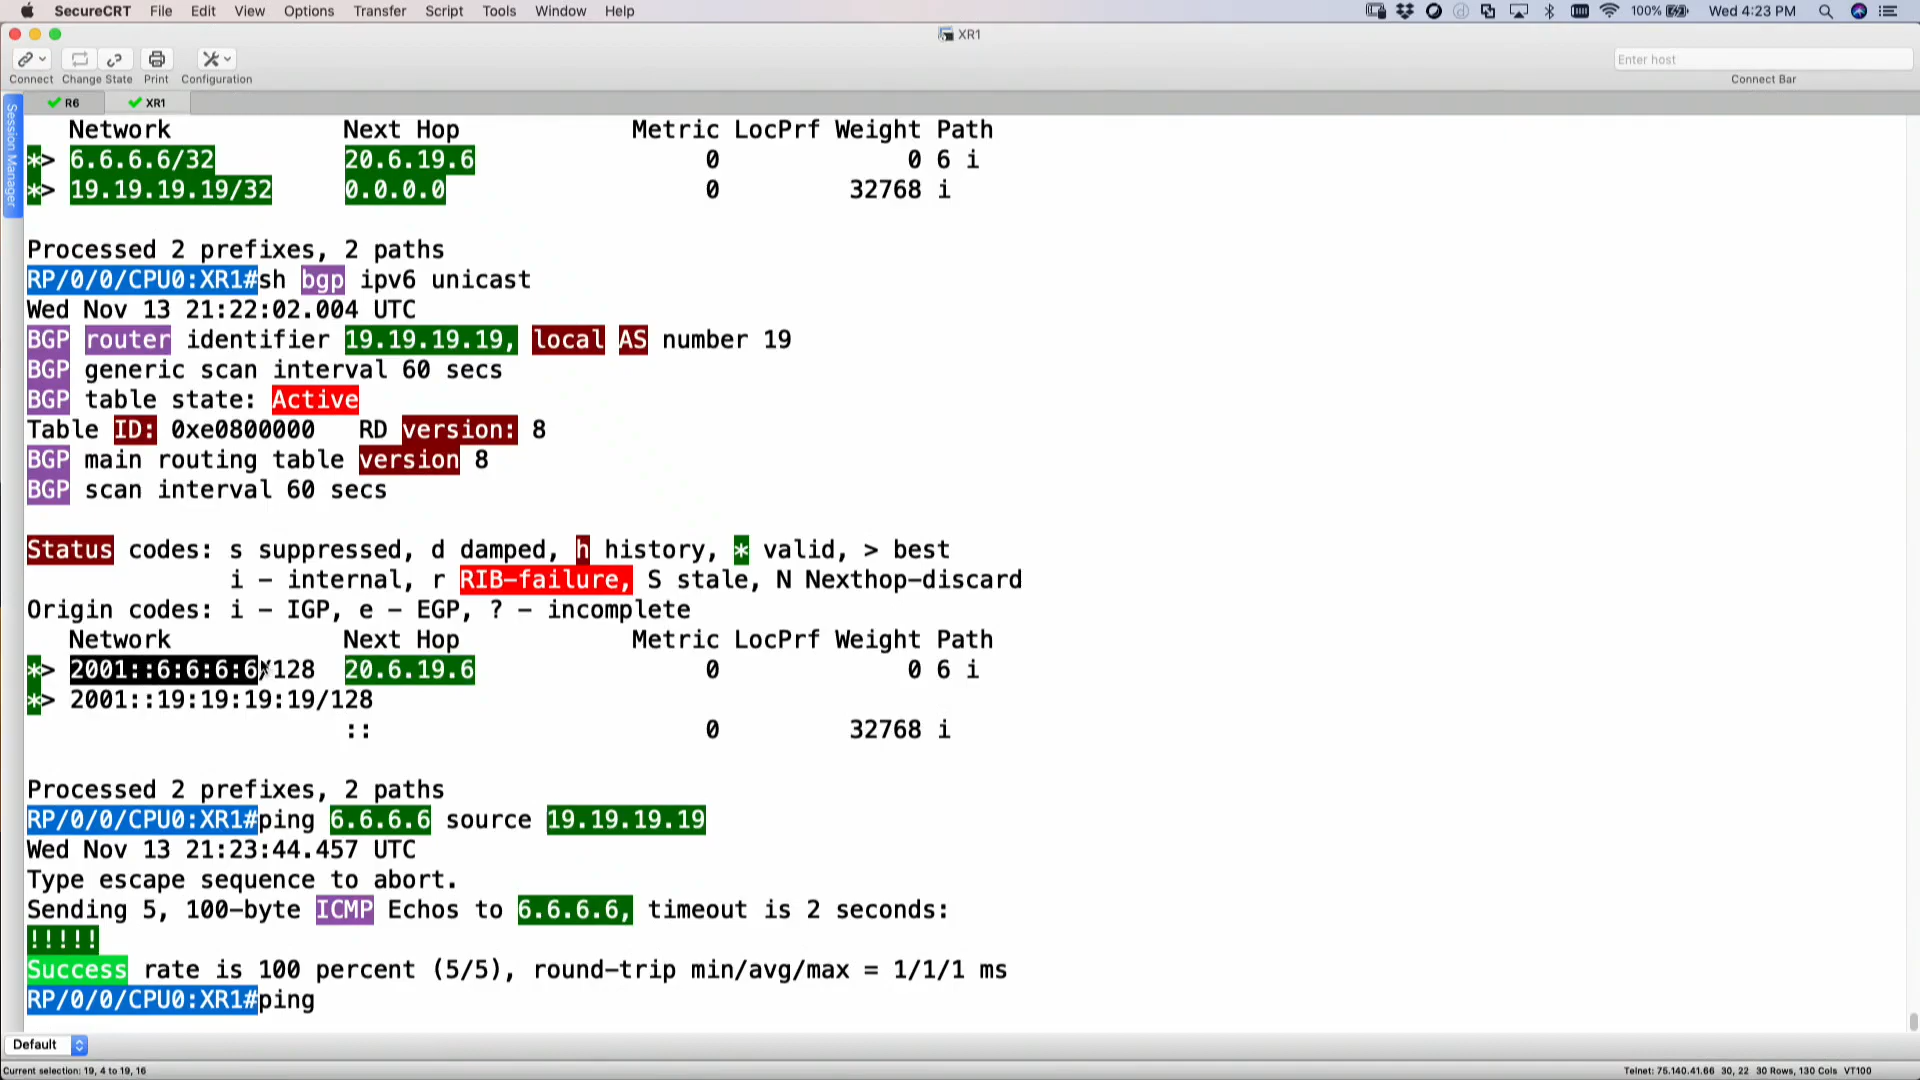 SecureCRT File Edit View Options Transfer Script Tools Window Help 100% Wed 4:23 PM
XR1
Enter host
Connect Change State Print Configuration Connect Bar
R6 XR1
Session Manager
Network Next Hop Metric LocPrf Weight Path
*> 6.6.6.6/32 20.6.19.6 0 0 6 i
*> 19.19.19.19/32 0.0.0.0 0 32768 i
Processed 2 prefixes, 2 paths
RP/0/0/CPU0:XR1#sh bgp ipv6 unicast
Wed Nov 13 21:22:02.004 UTC
BGP router identifier 19.19.19.19, local AS number 19
BGP generic scan interval 60 secs
BGP table state: Active
Table ID: 0xe0800000 RD version: 8
BGP main routing table version 8
BGP scan interval 60 secs
Status codes: s suppressed, d damped, h history, * valid, > best
i - internal, r RIB-failure, S stale, N Nexthop-discard
Origin codes: i - IGP, e - EGP, ? - incomplete
Network Next Hop Metric LocPrf Weight Path
*> 2001::6:6:6:6/128 20.6.19.6 0 0 6 i
*> 2001::19:19:19:19/128
:: 0 32768 i
Processed 2 prefixes, 2 paths
RP/0/0/CPU0:XR1#ping 6.6.6.6 source 19.19.19.19
Wed Nov 13 21:23:44.457 UTC
Type escape sequence to abort.
Sending 5, 100-byte ICMP Echos to 6.6.6.6, timeout is 2 seconds:
!!!!!
Success rate is 100 percent (5/5), round-trip min/avg/max = 1/1/1 ms
RP/0/0/CPU0:XR1#ping
Default
Current selection: 19, 4 to 19, 16 Telnet: 75.140.41.66 30, 22 30 Rows, 130 Cols VT100